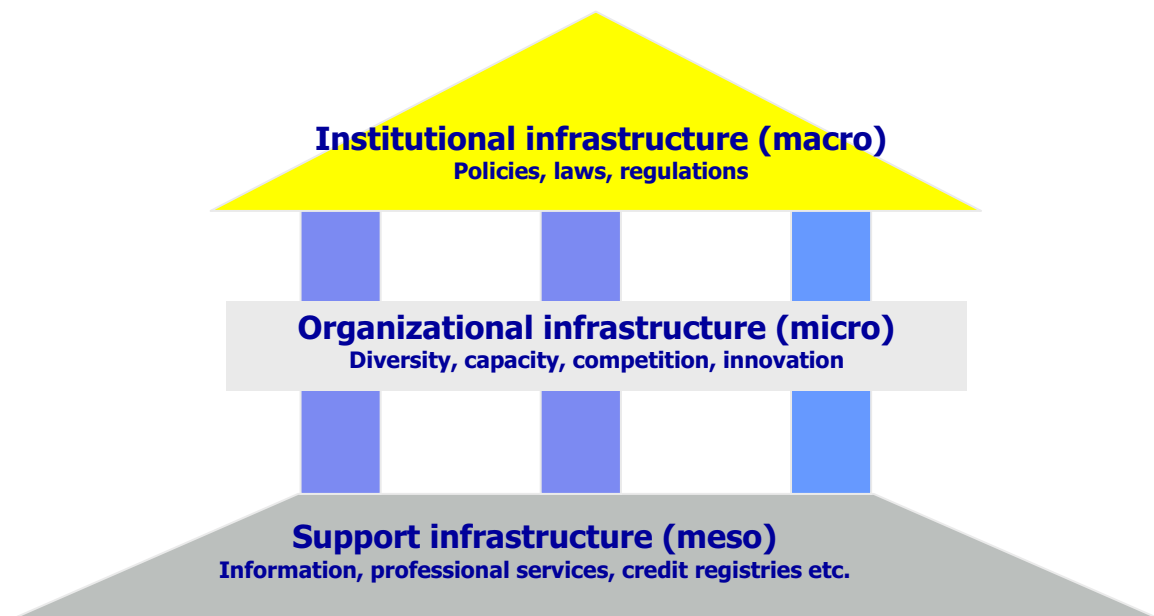 Institutional infrastructure (macro)
Policies, laws, regulations
Organizational infrastructure (micro)
Diversity, capacity, competition, innovation
Support infrastructure (meso)
Information, professional services, credit registries etc.